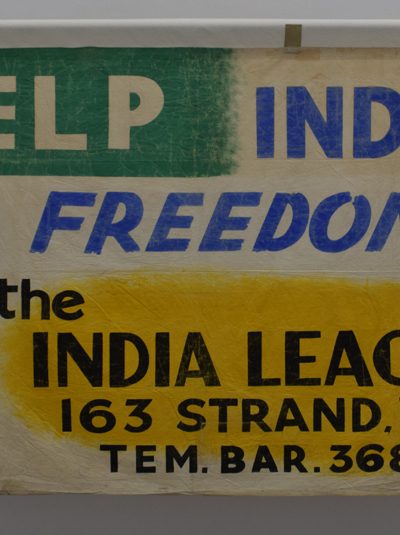 ELP IND
FREEDOM
the
INDIA LEAG
163 STRAND,
TEM. BAR. 368